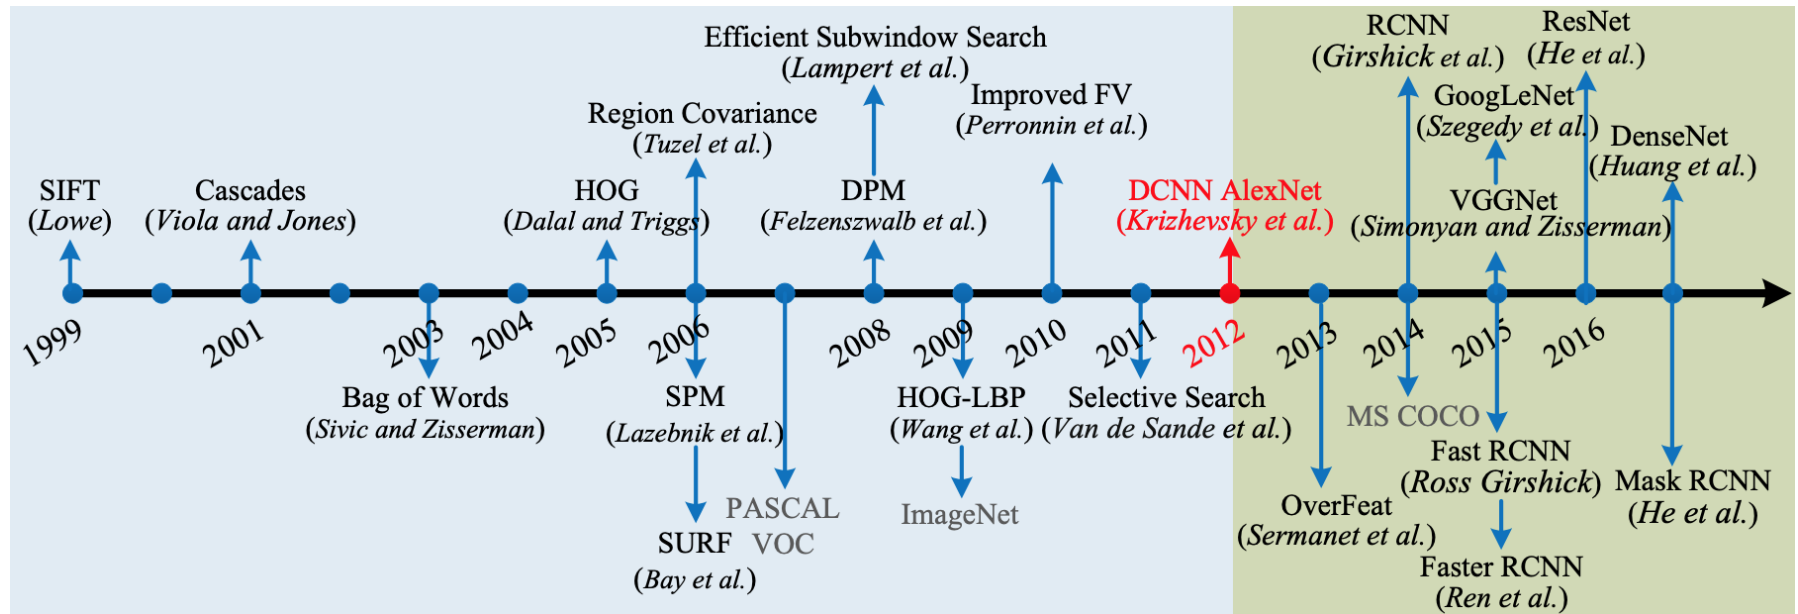 SIFT
(Lowe)
Cascades
(Viola and Jones)
HOG
(Dalal and Triggs)
Region Covariance
(Tuzel et al.)
Efficient Subwindow Search
(Lampert et al.)
DPM
(Felzenszwalb et al.)
Improved FV
(Perronnin et al.)
DCNN AlexNet
(Krizhevsky et al.)
RCNN
(Girshick et al.)
GoogLeNet
(Szegedy et al.)
VGGNet
(Simonyan and Zisserman)
ResNet
(He et al.)
DenseNet
(Huang et al.)
1999
2001
2003
2004
2005
2006
2008
2009
2010
2011
2012
2013
2014
2015
2016
Bag of Words
(Sivic and Zisserman)
SPM
(Lazebnik et al.)
SURF
(Bay et al.)
PASCAL
VOC
HOG-LBP
(Wang et al.)
ImageNet
Selective Search
(Van de Sande et al.)
OverFeat
(Sermanet et al.)
MS COCO
Fast RCNN
(Ross Girshick)
Faster RCNN
(Ren et al.)
Mask RCNN
(He et al.)